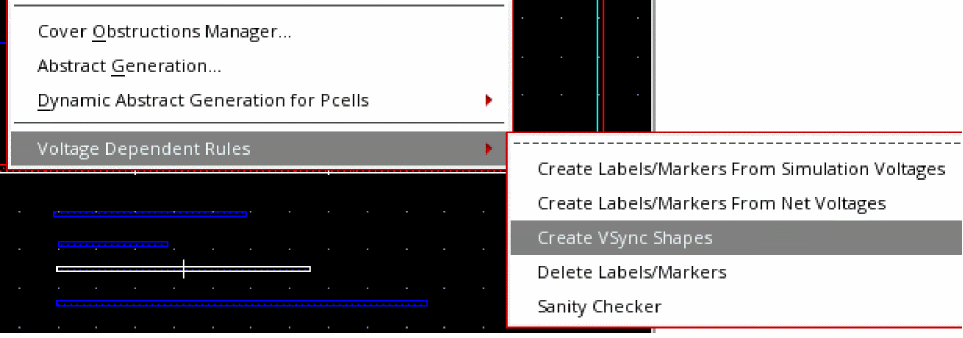 Cover Obstructions Manager...
Abstract Generation...
Dynamic Abstract Generation for Pcells
Voltage Dependent Rules
Create Labels/Markers From Simulation Voltages
Create Labels/Markers From Net Voltages
Create VSync Shapes
Delete Labels/Markers
Sanity Checker